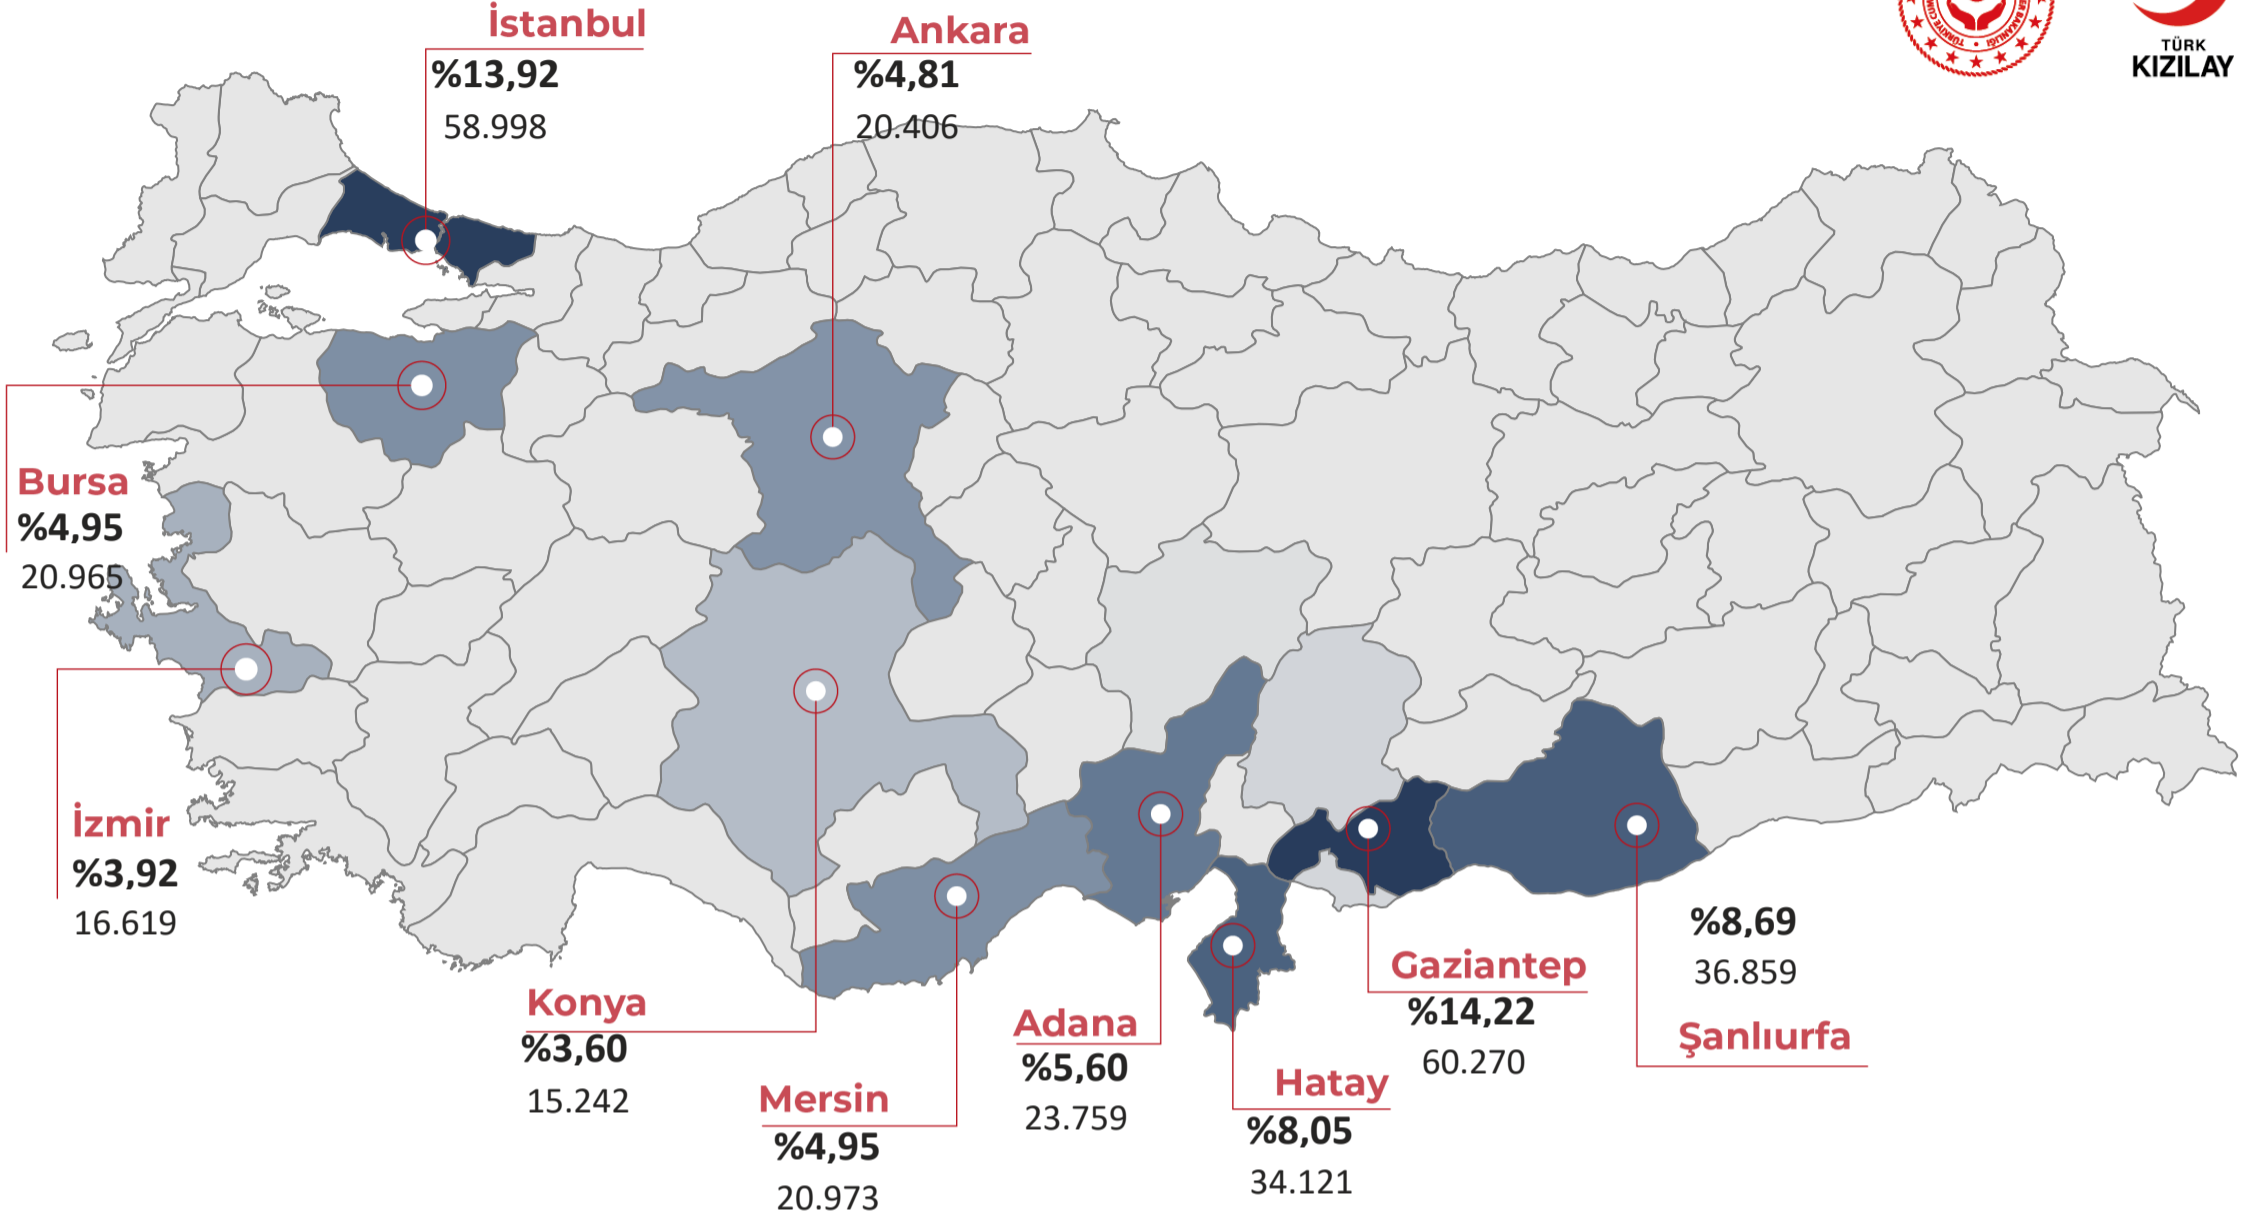 İstanbul
%13,92
58.998
Ankara
%4,81
20.406
TÜRK
KIZILAY
Bursa
%4,95
20.965
İzmir
%3,92
16.619
Konya
%3,60
15.242
Mersin
%4,95
20.973
Adana
%5,60
23.759
Hatay
%8,05
34.121
Gaziantep
%14,22
60.270
%8,69
36.859
Şanlıurfa